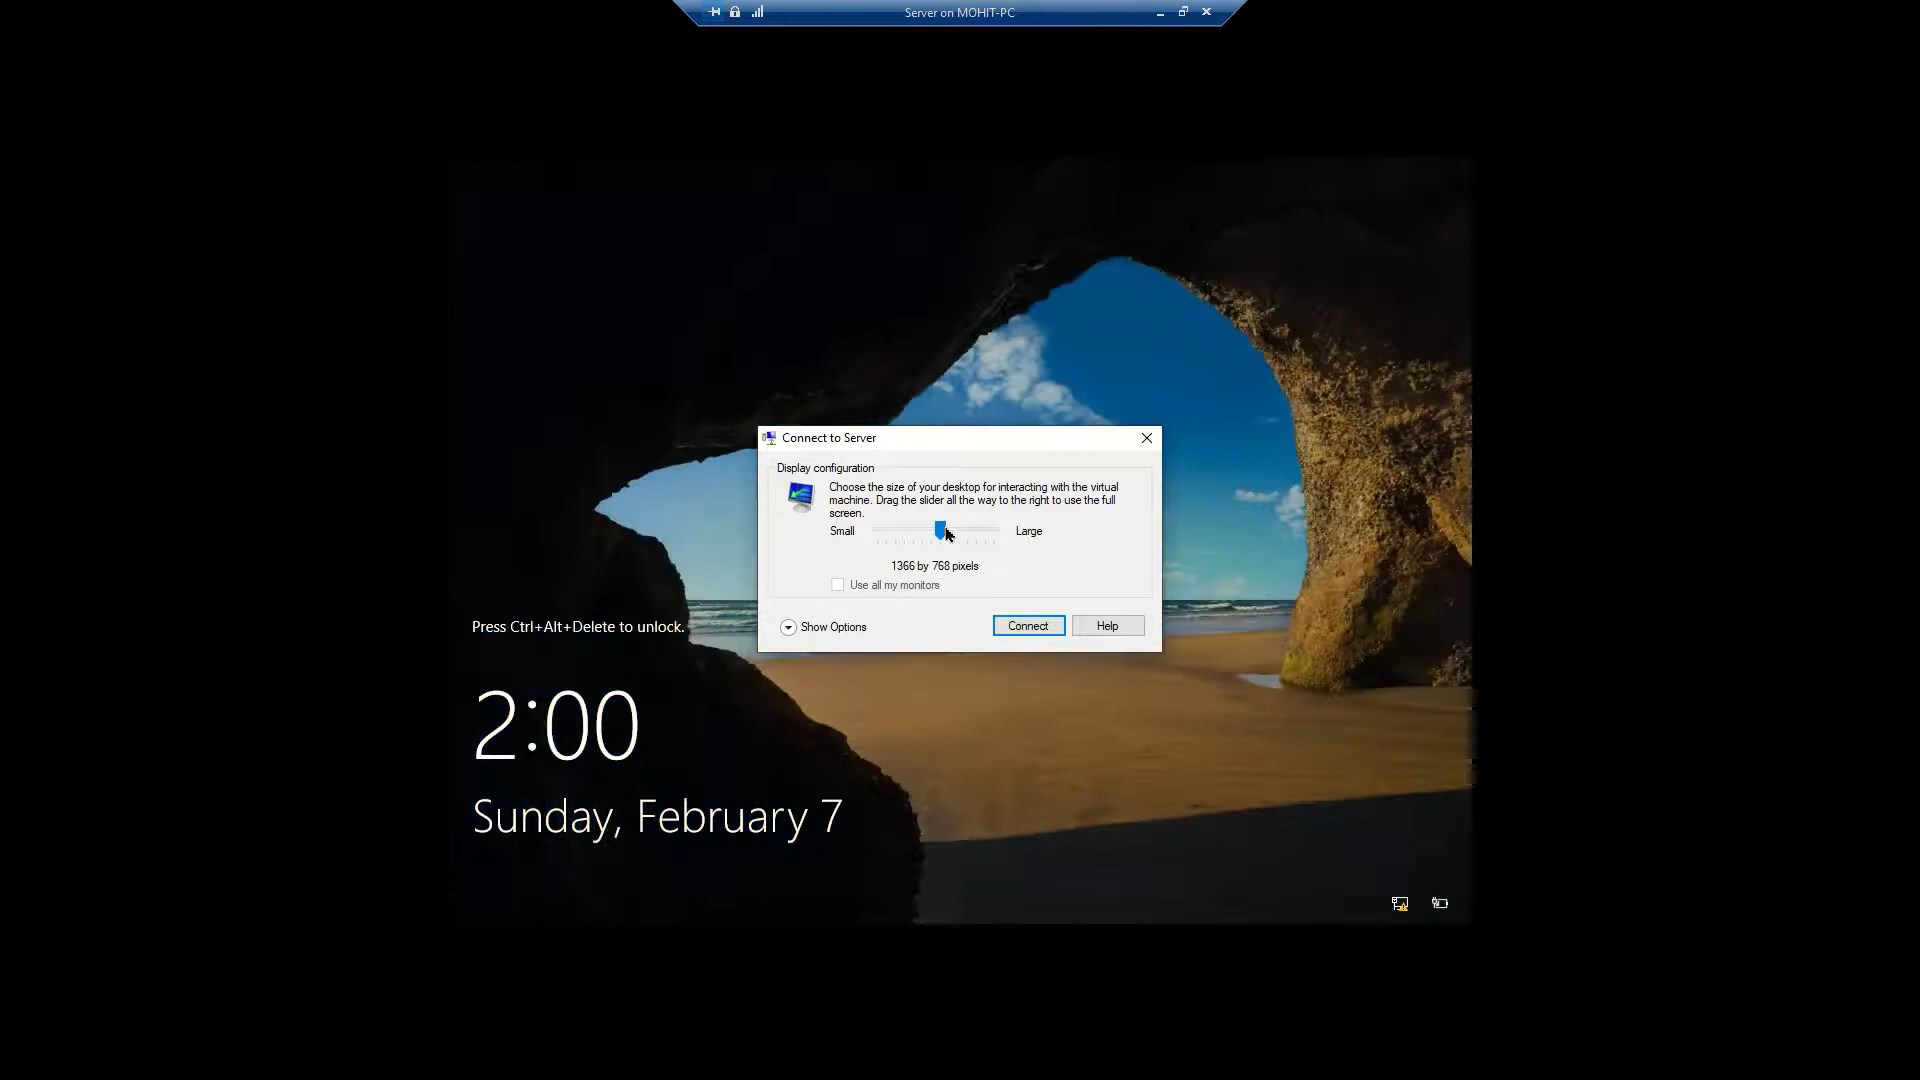 Server on MOHIT-PC
Connect to Server
Display configuration
Choose the size of your desktop for interacting with the virtual
machine. Drag the slider all the way to the right to use the full
screen.
Small Large
1366 by 768 pixels
Use all my monitors
Show Options Connect Help
Press Ctrl+Alt+Delete to unlock.
2:00
Sunday, February 7